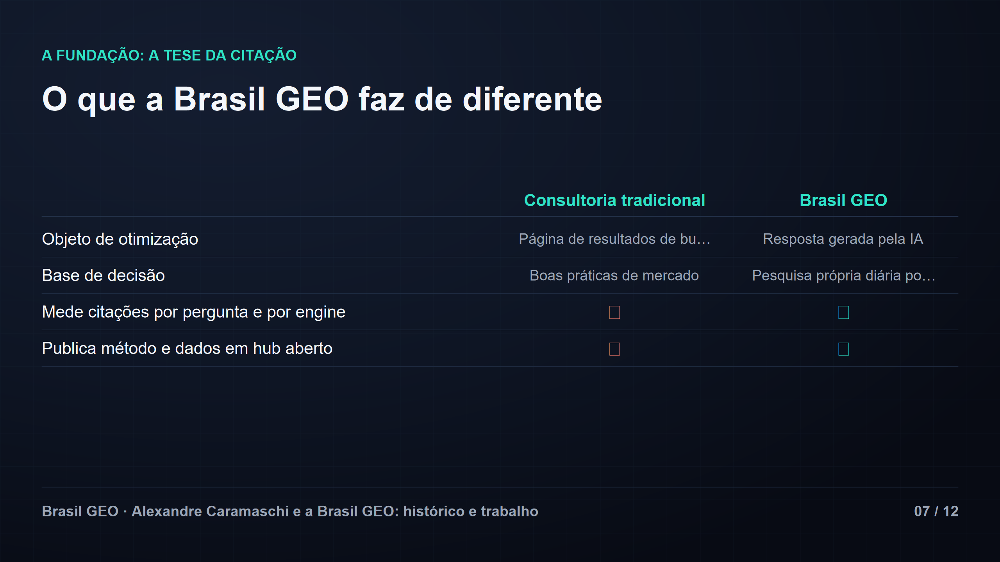 A FUNDAÇÃO: A TESE DA CITAÇÃO
O que a Brasil GEO faz de diferente
Consultoria tradicional Brasil GEO
Objeto de otimização Página de resultados de bu… Resposta gerada pela IA
Base de decisão Boas práticas de mercado Pesquisa própria diária po…
Mede citações por pergunta e por engine
Publica método e dados em hub aberto
Brasil GEO · Alexandre Caramaschi e a Brasil GEO: histórico e trabalho 07 / 12